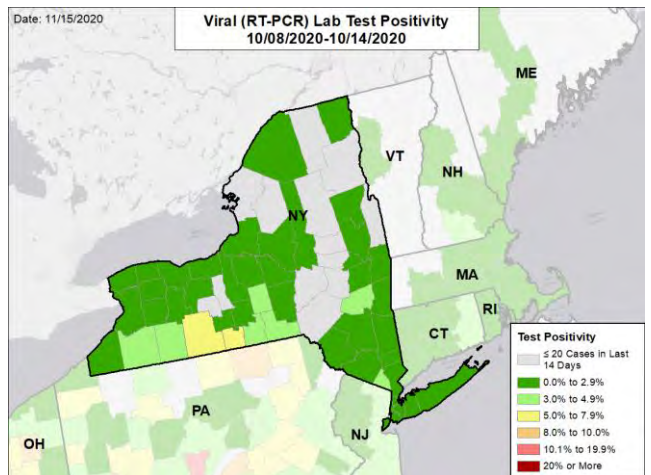 Date: 11/15/2020
Viral (RT-PCR) Lab Test Positivity
10/08/2020-10/14/2020
ME
VT
NH
NY
MA
CT
RI
PA
NJ
OH
Test Positivity
≤ 20 Cases in Last
14 Days
0.0% to 2.9%
3.0% to 4.9%
5.0% to 7.9%
8.0% to 10.0%
10.1% to 19.9%
20% or More